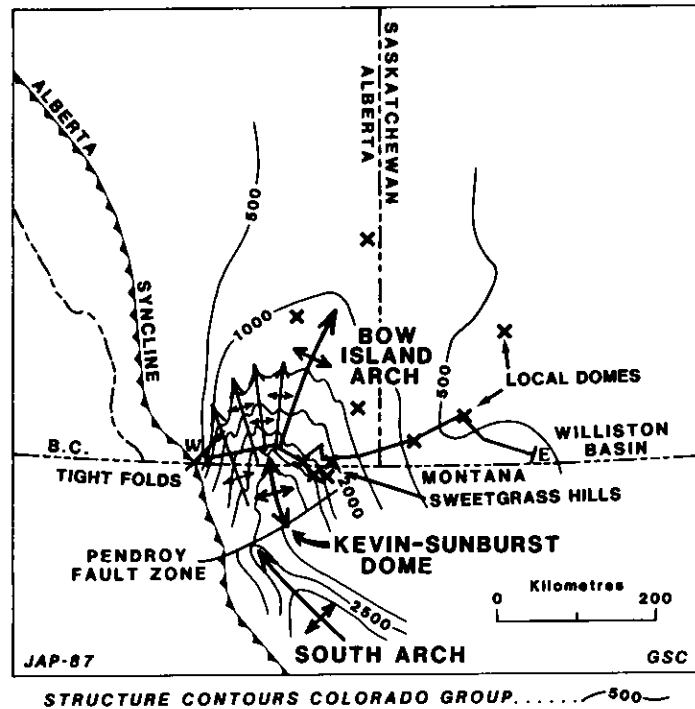 ALBERTA
SYNCLINE
SASKATCHEWAN
ALBERTA
500
1000
BOW
ISLAND
ARCH
500
LOCAL DOMES
WILLISTON
BASIN
B.C.
W
E
TIGHT FOLDS
MONTANA
SWEETGRASS HILLS
KEVIN-SUNBURST
DOME
PENDROY
FAULT ZONE
2500
SOUTH ARCH
Kilometres
0 200
JAP-87
GSC
STRUCTURE CONTOURS COLORADO GROUP...... 500